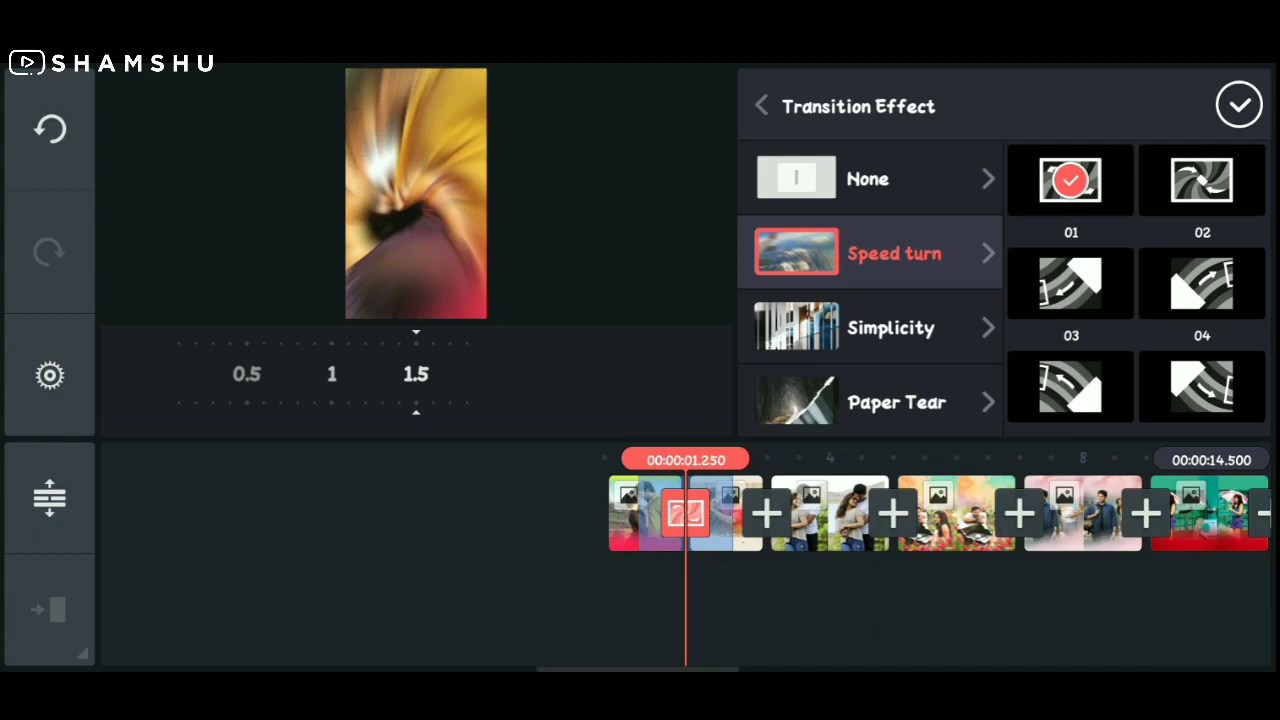 SHAMSHU
Transition Effect
None
01
02
Speed turn
03
04
Simplicity
Paper Tear
0.5
1
1.5
00:00:01.250
4
8
00:00:14.500